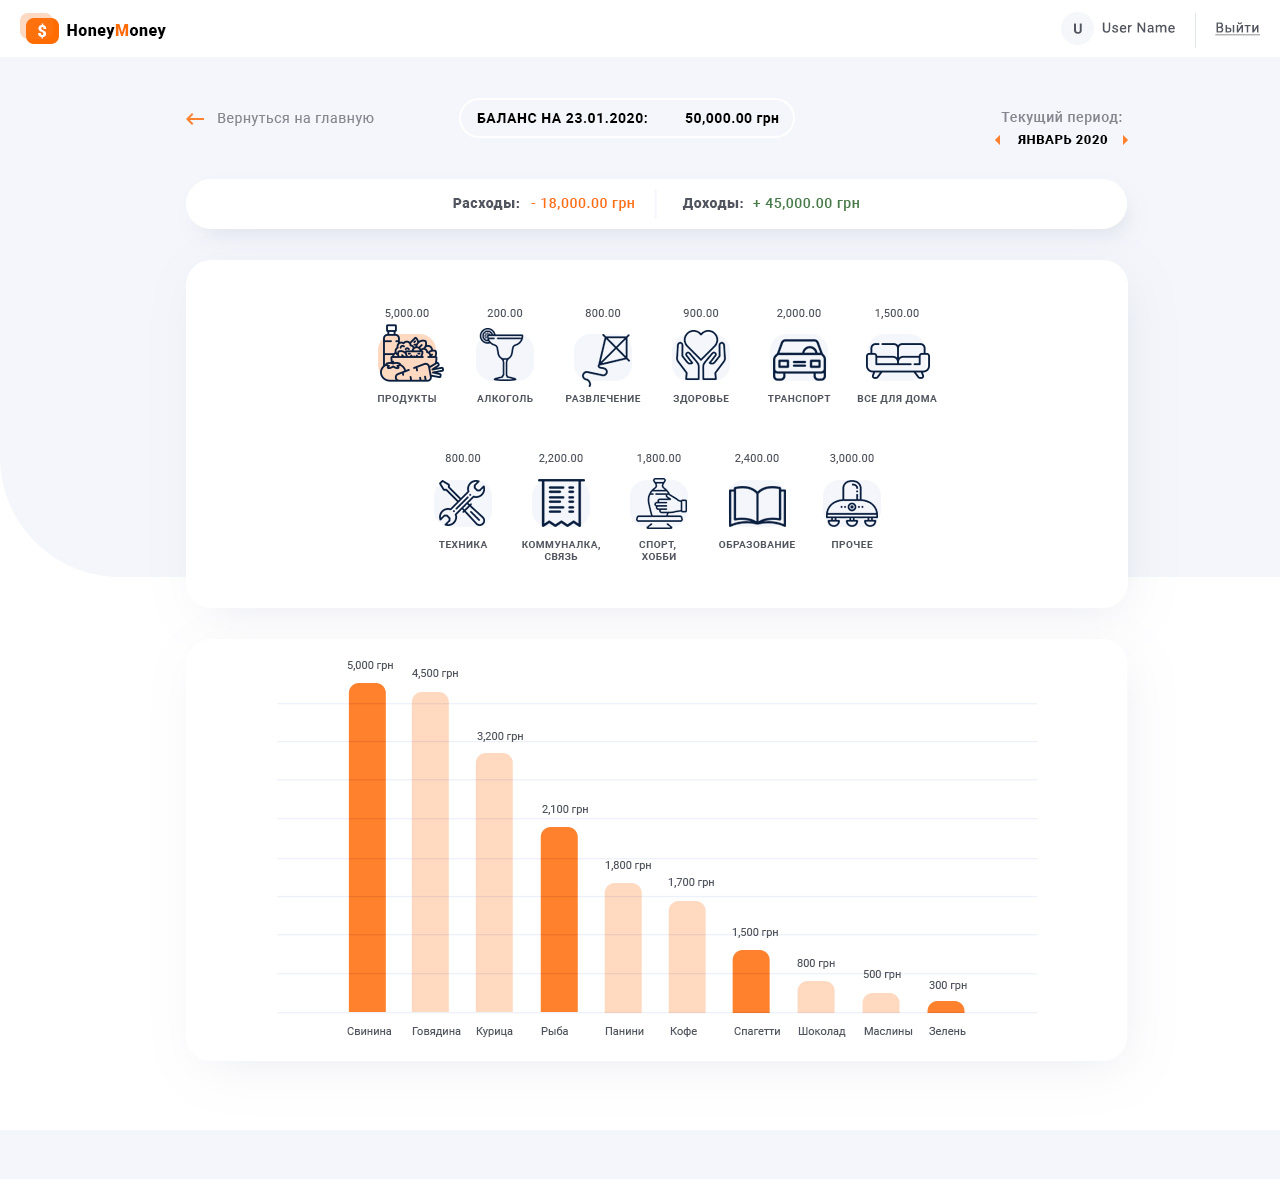 $ HoneyMoney
U User Name Выйти
Вернуться на главную
БАЛАНС НА 23.01.2020: 50,000.00 грн
Текущий период:
ЯНВАРЬ 2020
Расходы: - 18,000.00 грн Доходы: + 45,000.00 грн
5,000.00 200.00 800.00 900.00 2,000.00 1,500.00
ПРОДУКТЫ АЛКОГОЛЬ РАЗВЛЕЧЕНИЕ ЗДОРОВЬЕ ТРАНСПОРТ ВСЕ ДЛЯ ДОМА
800.00 2,200.00 1,800.00 2,400.00 3,000.00
ТЕХНИКА КОММУНАЛКА, СПОРТ, ОБРАЗОВАНИЕ ПРОЧЕЕ
СВЯЗЬ ХОББИ
5,000 грн
4,500 грн
3,200 грн
2,100 грн
1,800 грн
1,700 грн
1,500 грн
800 грн
500 грн
300 грн
Свинина Говядина Курица Рыба Панини Кофе Спагетти Шоколад Маслины Зелень